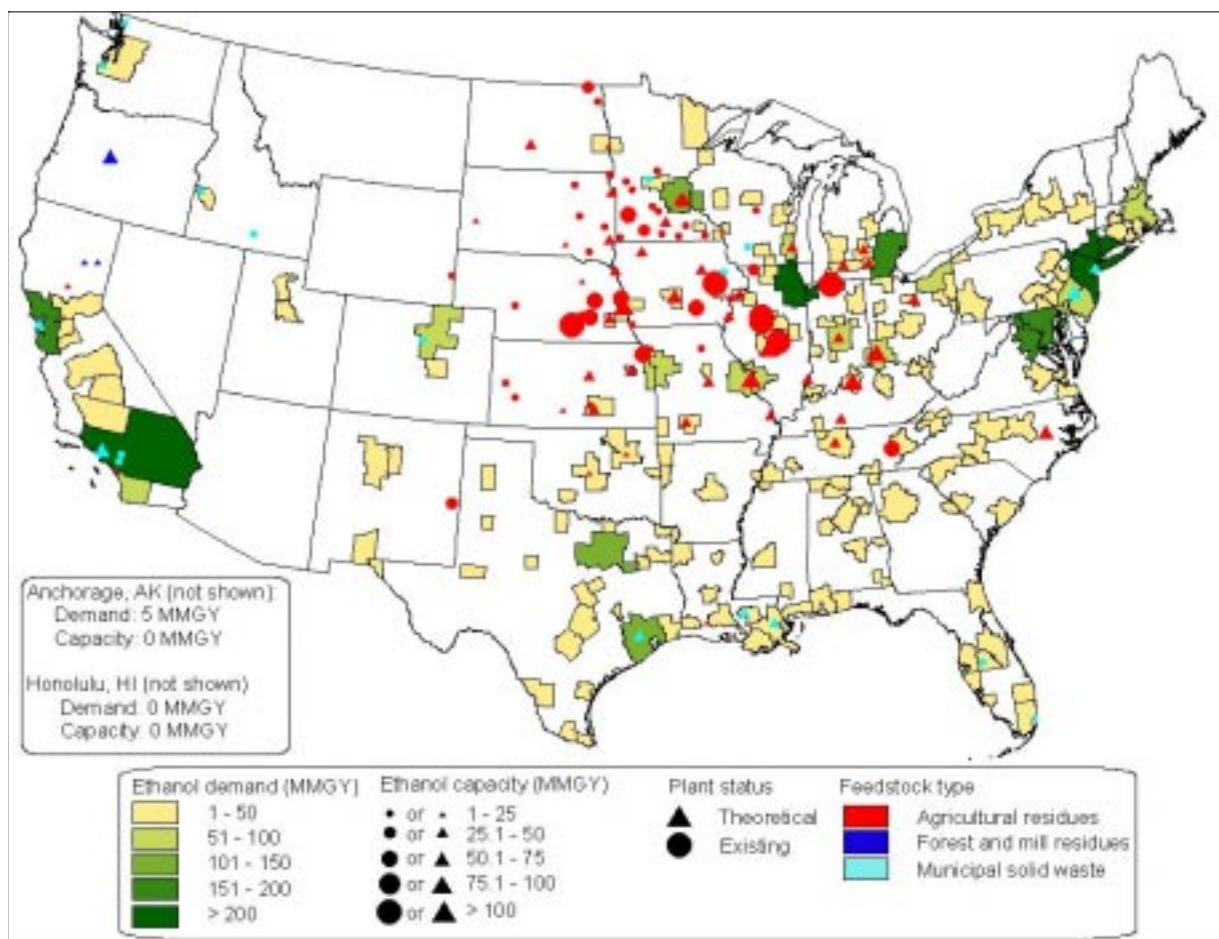 Anchorage, AK (not shown):
Demand: 5 MMGY
Capacity: 0 MMGY
Honolulu, HI (not shown)
Demand: 0 MMGY
Capacity: 0 MMGY
Ethanol demand (MMGY)
1 - 50
51 - 100
101 - 150
151 - 200
> 200
Ethanol capacity (MMGY)
or 1 - 25
or 25.1 - 50
or 50.1 - 75
or 75.1 - 100
or > 100
Plant status
Theoretical
Existing
Feedstock type
Agricultural residues
Forest and mill residues
Municipal solid waste